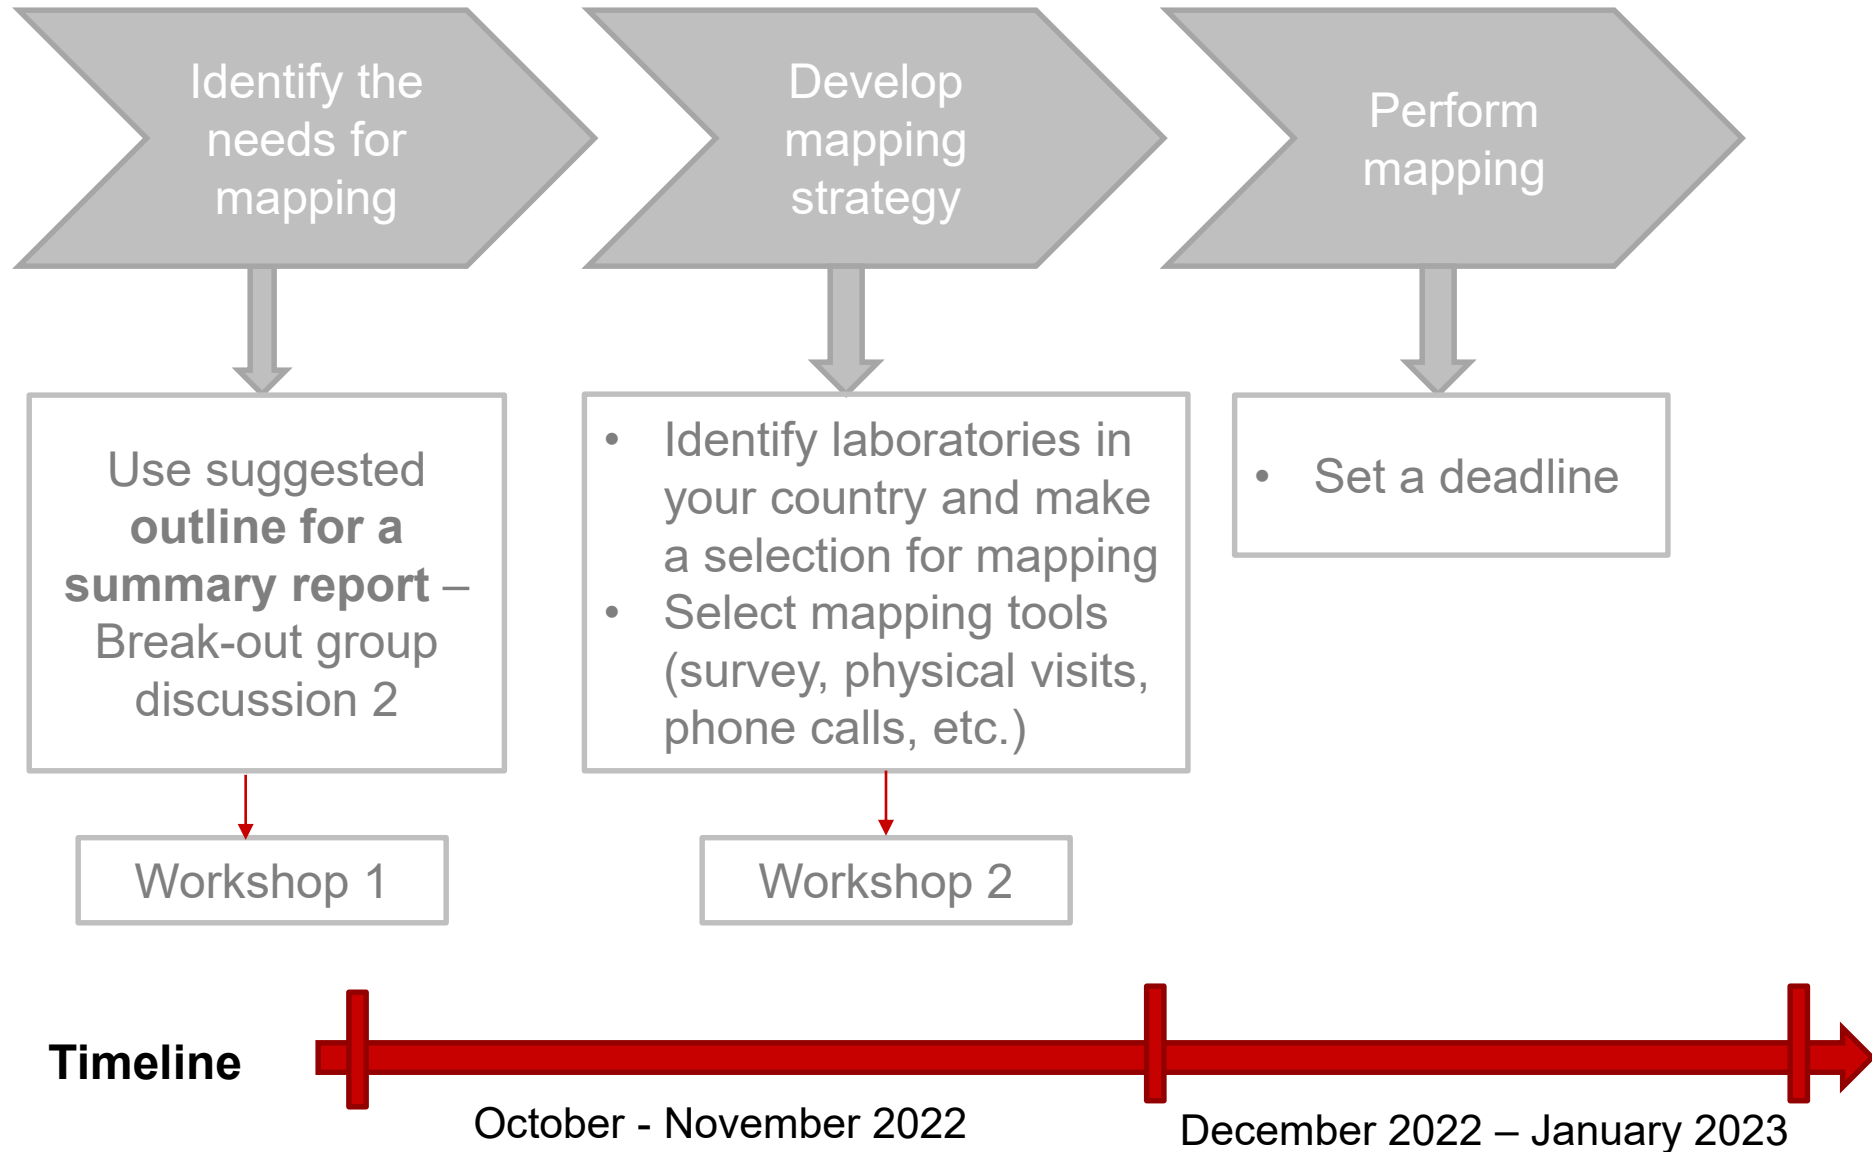 Identify the
needs for
mapping
Develop
mapping
strategy
Perform
mapping
Use suggested
outline for a
summary report –
Break-out group
discussion 2
• Identify laboratories in
your country and make
a selection for mapping
• Select mapping tools
(survey, physical visits,
phone calls, etc.)
• Set a deadline
Workshop 1
Workshop 2
Timeline
October - November 2022
December 2022 – January 2023